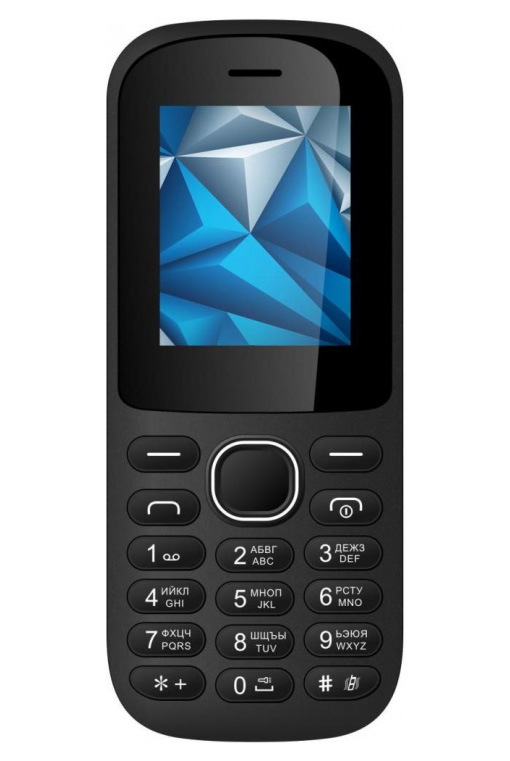 1
2 АБВГ
ABC
3 ДЕЖЗ
DEF
4 ИЙКЛ
GHI
5 МНОП
JKL
6 РСТУ
MNO
7 ФХЦЧ
PQRS
8 ШЩЪЫ
TUV
9 ЬЭЮЯ
WXYZ
* +
0
#